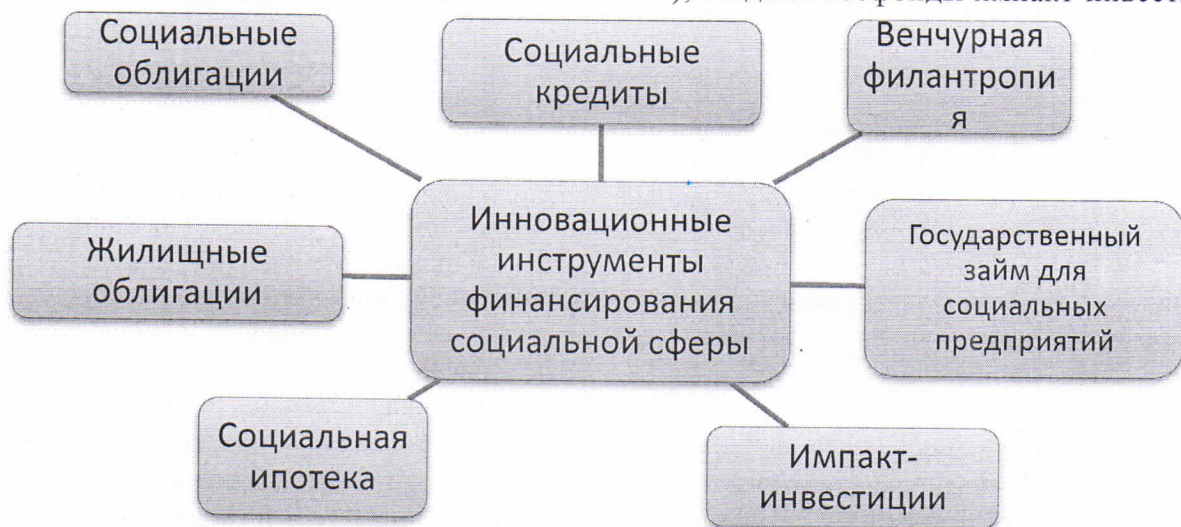 Социальные
облигации
Социальные
кредиты
Венчурная
филантропи
я
Жилищные
облигации
Инновационные
инструменты
финансирования
социальной сферы
Государственный
займ для
социальных
предприятий
Социальная
ипотека
Импакт-
инвестиции